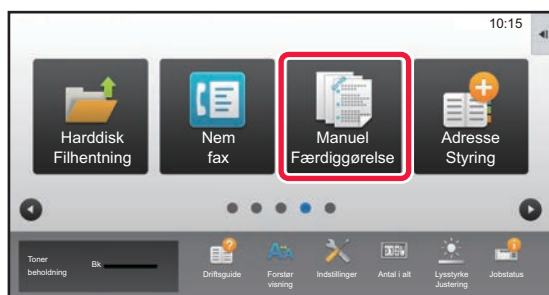 10:15
Harddisk
Filhentning
Nem
fax
Manuel
Færdiggørelse
Adresse
Styring
Toner
beholdning
Bk
Driftsguide
Forstør
visning
Indstillinger
Antal i alt
Lysstyrke
Justering
Jobstatus